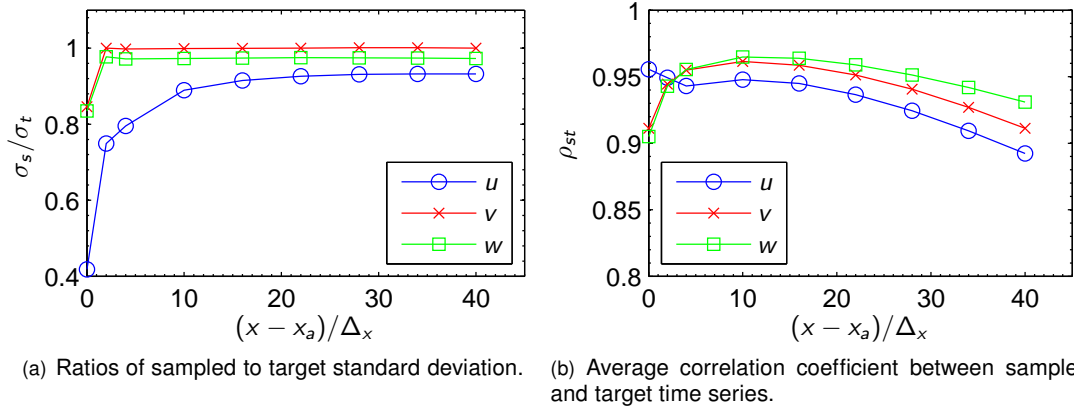 1
0.8
0.6
0.4
σs/σt
0 10 20 30 40
(x − xa)/Δx
u
v
w
(a) Ratios of sampled to target standard deviation.
1
0.95
0.9
0.85
0.8
ρst
0 10 20 30 40
(x − xa)/Δx
u
v
w
(b) Average correlation coefficient between sample
and target time series.